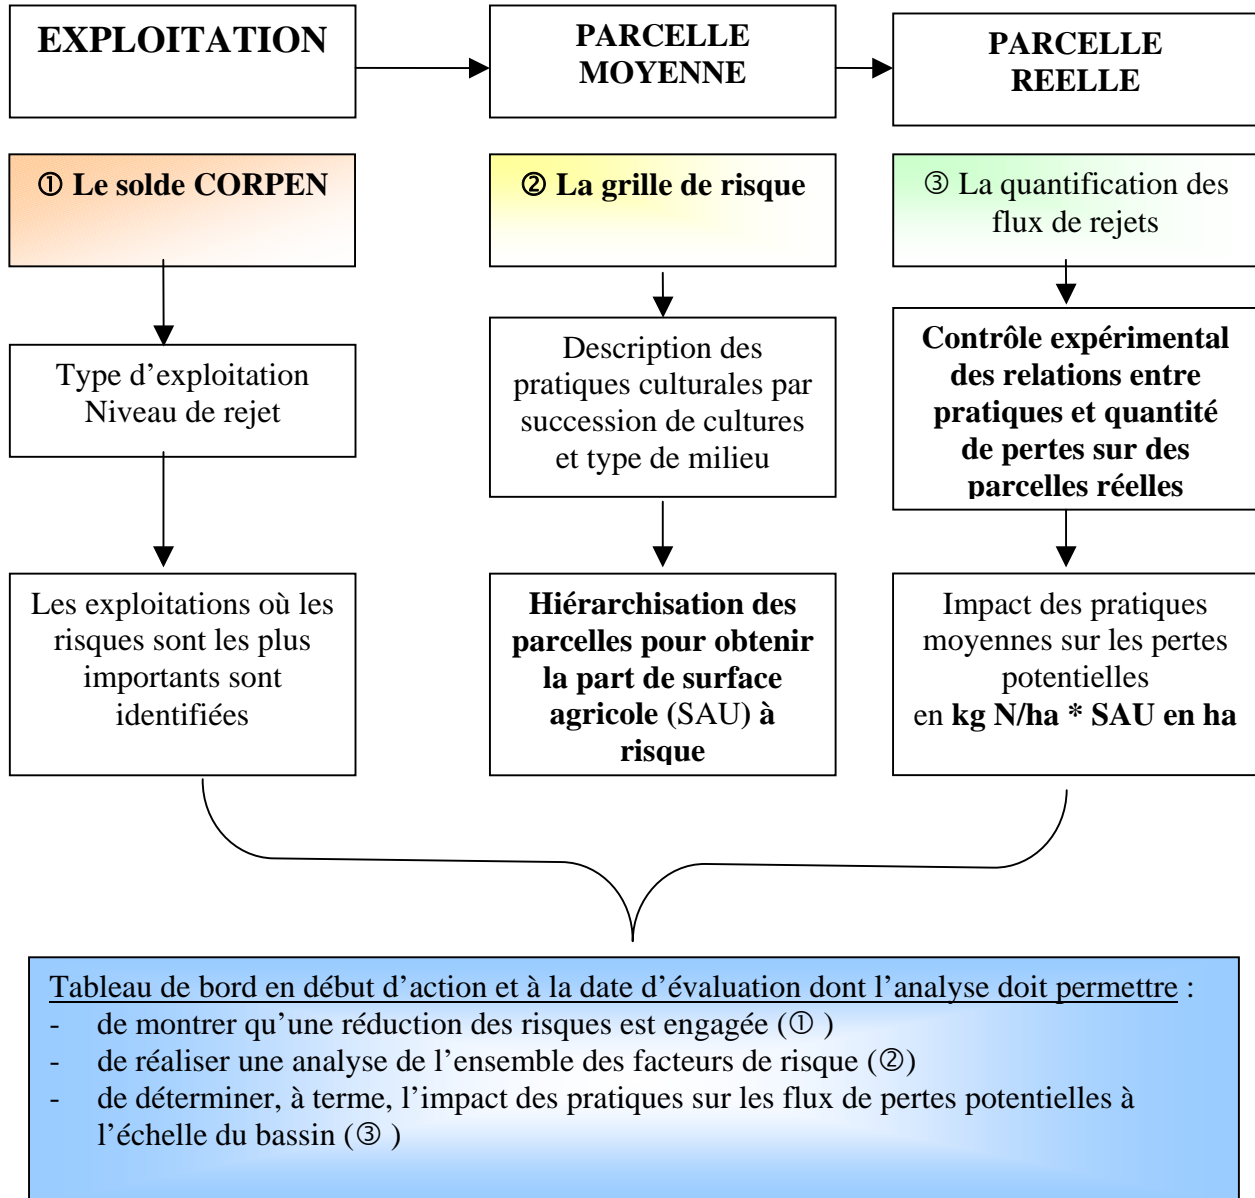 EXPLOITATION
PARCELLE
MOYENNE
PARCELLE
REELLE
① Le solde CORPEN
② La grille de risque
③ La quantification des
flux de rejets
Type d’exploitation
Niveau de rejet
Description des
pratiques culturales par
succession de cultures
et type de milieu
Contrôle expérimental
des relations entre
pratiques et quantité
de pertes sur des
parcelles réelles
Les exploitations où les
risques sont les plus
importants sont
identifiées
Hiérarchisation des
parcelles pour obtenir
la part de surface
agricole (SAU) à
risque
Impact des pratiques
moyennes sur les pertes
potentielles
en kg N/ha * SAU en ha
Tableau de bord en début d’action et à la date d’évaluation dont l’analyse doit permettre :
- de montrer qu’une réduction des risques est engagée (① )
- de réaliser une analyse de l’ensemble des facteurs de risque (②)
- de déterminer, à terme, l’impact des pratiques sur les flux de pertes potentielles à
l’échelle du bassin (③ )